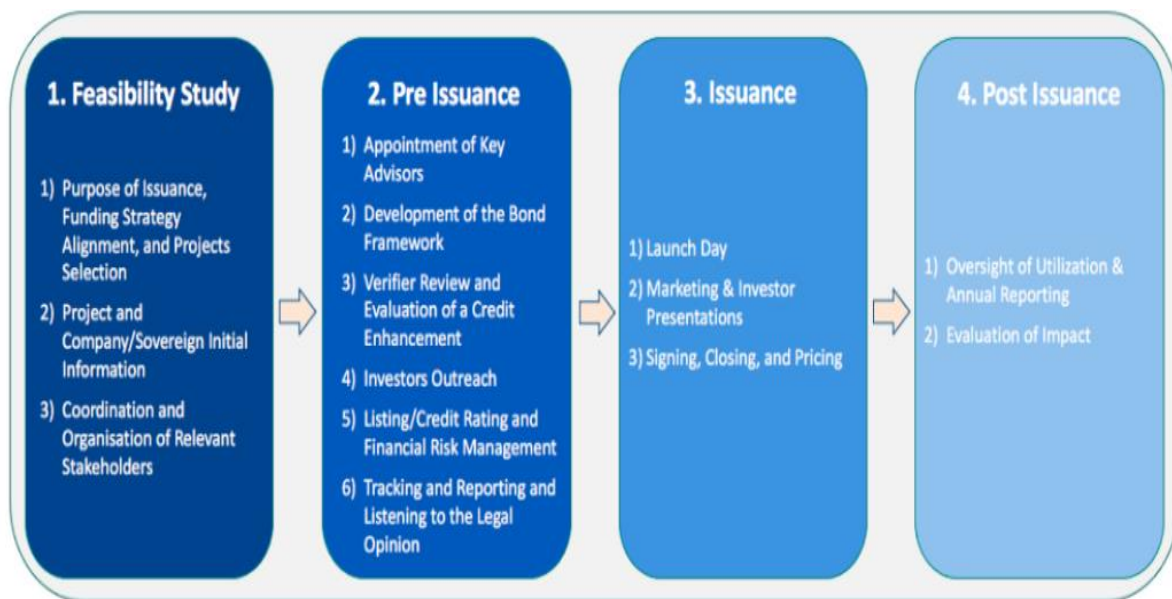 1. Feasibility Study
1) Purpose of Issuance,
Funding Strategy
Alignment, and Projects
Selection
2) Project and
Company/Sovereign Initial
Information
3) Coordination and
Organisation of Relevant
Stakeholders
2. Pre Issuance
1) Appointment of Key
Advisors
2) Development of the Bond
Framework
3) Verifier Review and
Evaluation of a Credit
Enhancement
4) Investors Outreach
5) Listing/Credit Rating and
Financial Risk Management
6) Tracking and Reporting and
Listening to the Legal
Opinion
3. Issuance
1) Launch Day
2) Marketing & Investor
Presentations
3) Signing, Closing, and Pricing
4. Post Issuance
1) Oversight of Utilization &
Annual Reporting
2) Evaluation of Impact